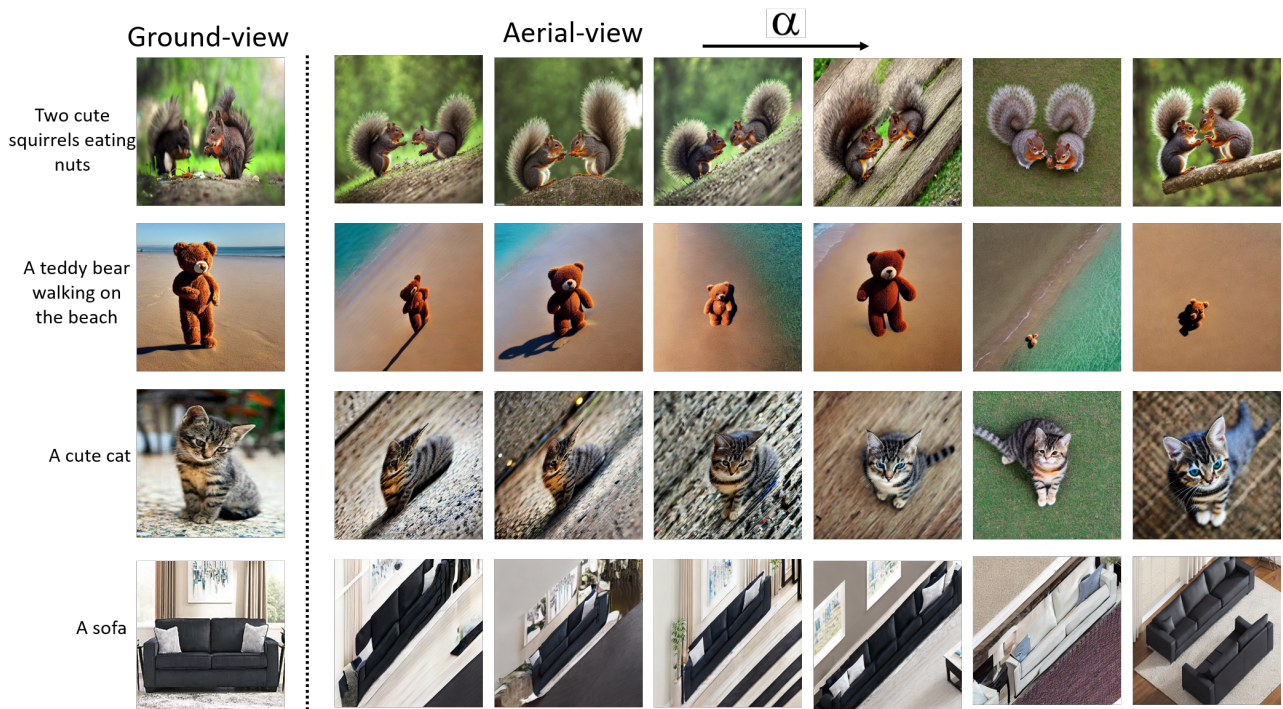 Ground-view
Aerial-view
α
Two cute
squirrels eating
nuts
A teddy bear
walking on
the beach
A cute cat
A sofa